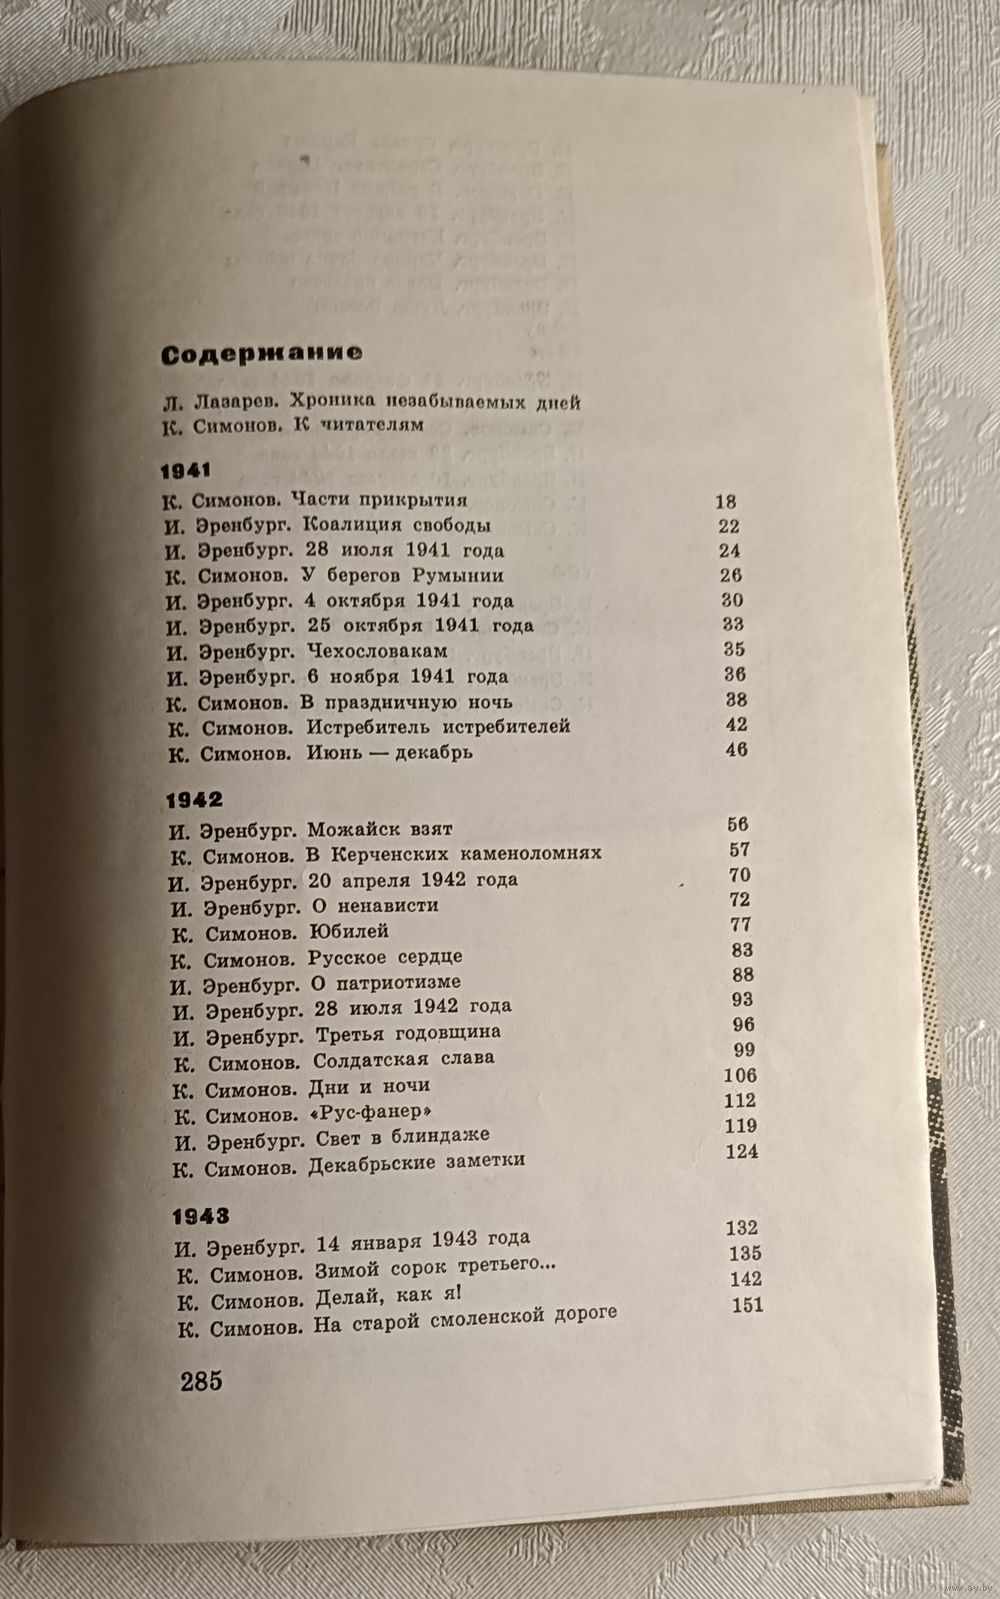 Содержание
Л. Лазарев. Хроника незабываемых дней
К. Симонов. К читателям
1941
К. Симонов. Части прикрытия 18
И. Эренбург. Коалиция свободы 22
И. Эренбург. 28 июля 1941 года 24
К. Симонов. У берегов Румынии 26
И. Эренбург. 4 октября 1941 года 30
И. Эренбург. 25 октября 1941 года 33
И. Эренбург. Чехословакам 35
И. Эренбург. 6 ноября 1941 года 36
К. Симонов. В праздничную ночь 38
К. Симонов. Истребитель истребителей 42
К. Симонов. Июнь — декабрь 46
1942
И. Эренбург. Можайск взят 56
К. Симонов. В Керченских каменоломнях 57
И. Эренбург. 20 апреля 1942 года 70
И. Эренбург. О ненависти 72
К. Симонов. Юбилей 77
К. Симонов. Русское сердце 83
И. Эренбург. О патриотизме 88
И. Эренбург. 28 июля 1942 года 93
И. Эренбург. Третья годовщина 96
К. Симонов. Солдатская слава 99
К. Симонов. Дни и ночи 106
К. Симонов. «Рус-фанер» 112
И. Эренбург. Свет в блиндаже 119
К. Симонов. Декабрьские заметки 124
1943
И. Эренбург. 14 января 1943 года 132
К. Симонов. Зимой сорок третьего... 135
К. Симонов. Делай, как я! 142
К. Симонов. На старой смоленской дороге 151
285
www.ay.by